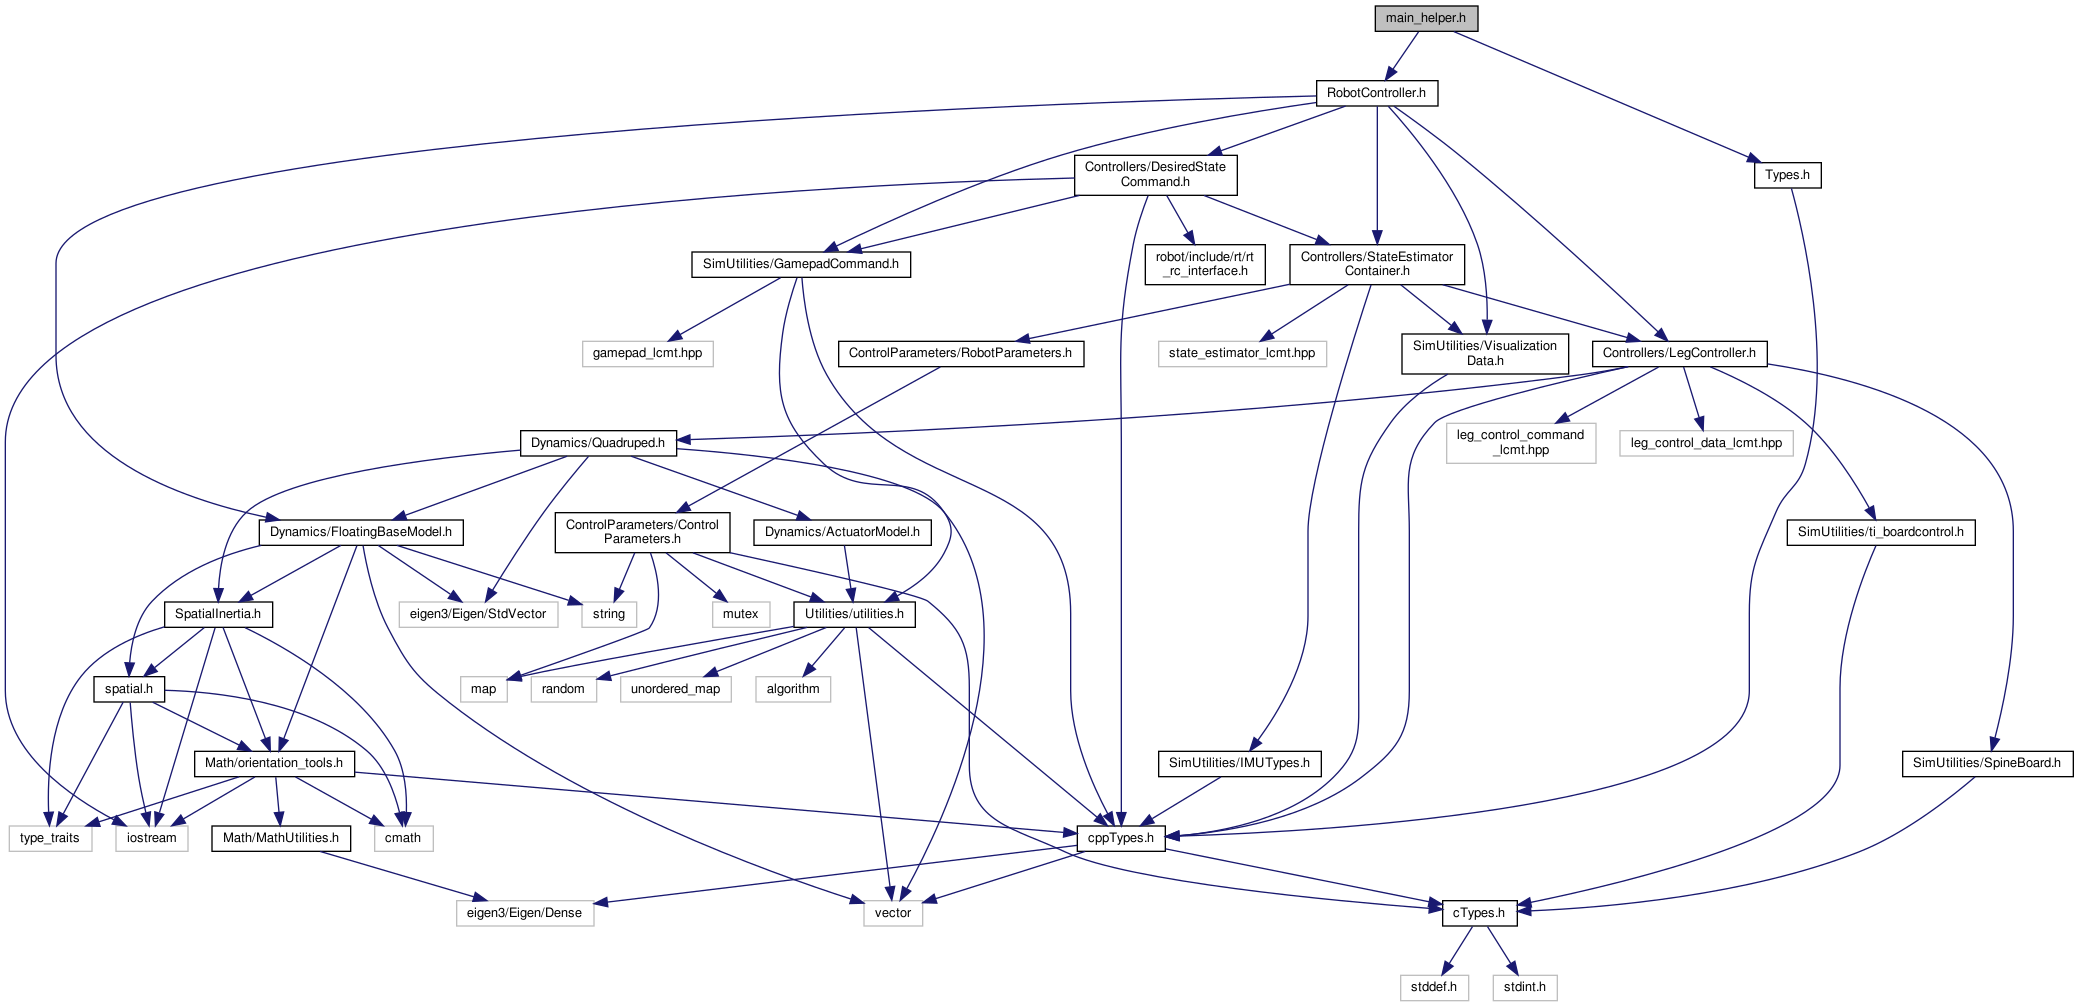 main_helper.h
RobotController.h
Controllers/DesiredState
Command.h
Types.h
SimUtilities/GamepadCommand.h
robot/include/rt/rt
_rc_interface.h
Controllers/StateEstimator
Container.h
gamepad_lcmt.hpp
ControlParameters/RobotParameters.h
state_estimator_lcmt.hpp
SimUtilities/Visualization
Data.h
Controllers/LegController.h
Dynamics/Quadruped.h
leg_control_command
_lcmt.hpp
leg_control_data_lcmt.hpp
Dynamics/FloatingBaseModel.h
ControlParameters/Control
Parameters.h
Dynamics/ActuatorModel.h
SimUtilities/ti_boardcontrol.h
SpatialInertia.h
eigen3/Eigen/StdVector
string
mutex
Utilities/utilities.h
spatial.h
map
random
unordered_map
algorithm
Math/orientation_tools.h
SimUtilities/IMUTypes.h
SimUtilities/SpineBoard.h
type_traits
iostream
Math/MathUtilities.h
cmath
cppTypes.h
eigen3/Eigen/Dense
vector
cTypes.h
stddef.h
stdint.h